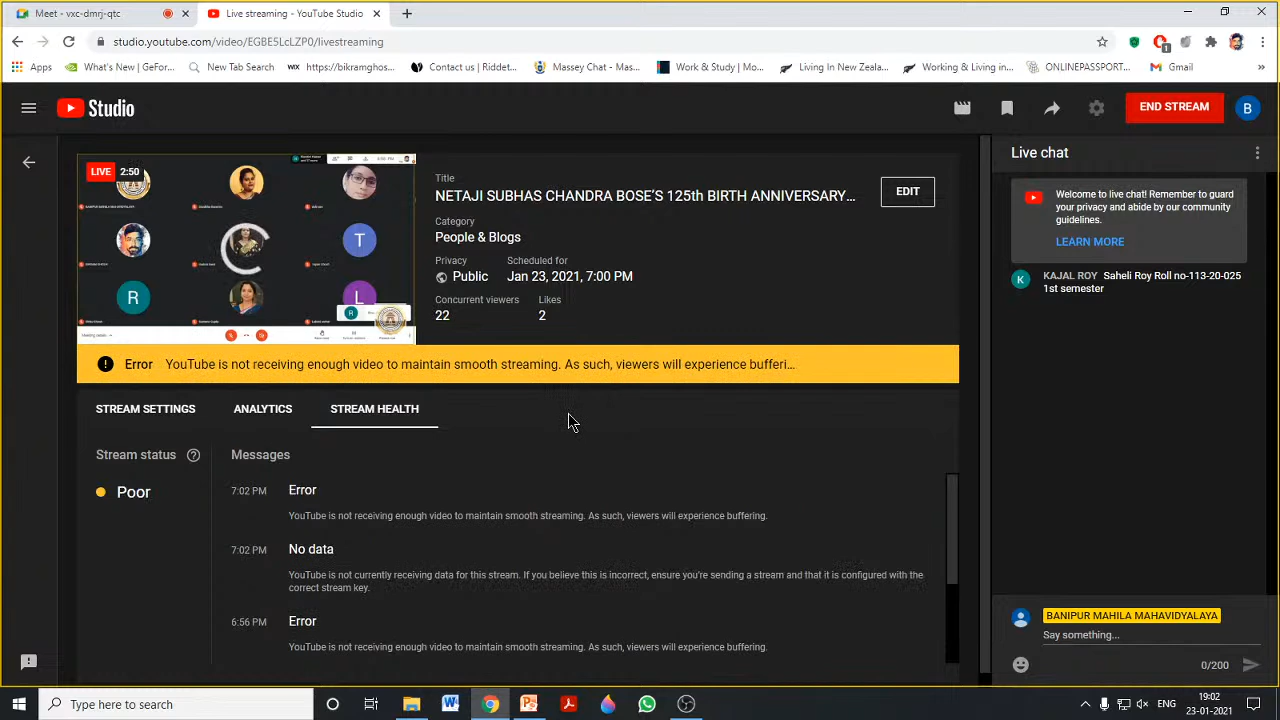 Meet - vxc-dmrj-qtc
Live streaming - YouTube Studio
studio.youtube.com/video/EGBE5LcLZP0/livestreaming
1
Apps
What's New | GeFor...
New Tab Search
WIX
https://bikramghos...
Contact us | Riddet...
Massey Chat - Mas...
Work & Study | Mo...
Living In New Zeala...
Working & Living in...
ONLINEPASSPORT...
Gmail
»
Studio
END STREAM
B
LIVE 2:50
T
R
L
R
Title
NETAJI SUBHAS CHANDRA BOSE'S 125th BIRTH ANNIVERSARY...
EDIT
Category
People & Blogs
Privacy
Public
Scheduled for
Jan 23, 2021, 7:00 PM
Concurrent viewers
22
Likes
2
Error YouTube is not receiving enough video to maintain smooth streaming. As such, viewers will experience bufferi...
STREAM SETTINGS
ANALYTICS
STREAM HEALTH
Stream status
Poor
Messages
7:02 PM
Error
YouTube is not receiving enough video to maintain smooth streaming. As such, viewers will experience buffering.
7:02 PM
No data
YouTube is not currently receiving data for this stream. If you believe this is incorrect, ensure you're sending a stream and that it is configured with the
correct stream key.
6:56 PM
Error
YouTube is not receiving enough video to maintain smooth streaming. As such, viewers will experience buffering.
Live chat
Welcome to live chat! Remember to guard
your privacy and abide by our community
guidelines.
LEARN MORE
K
KAJAL ROY Saheli Roy Roll no-113-20-025
1st semester
BANIPUR MAHILA MAHAVIDYALAYA
Say something...
0/200
Type here to search
ENG
19:02
23-01-2021